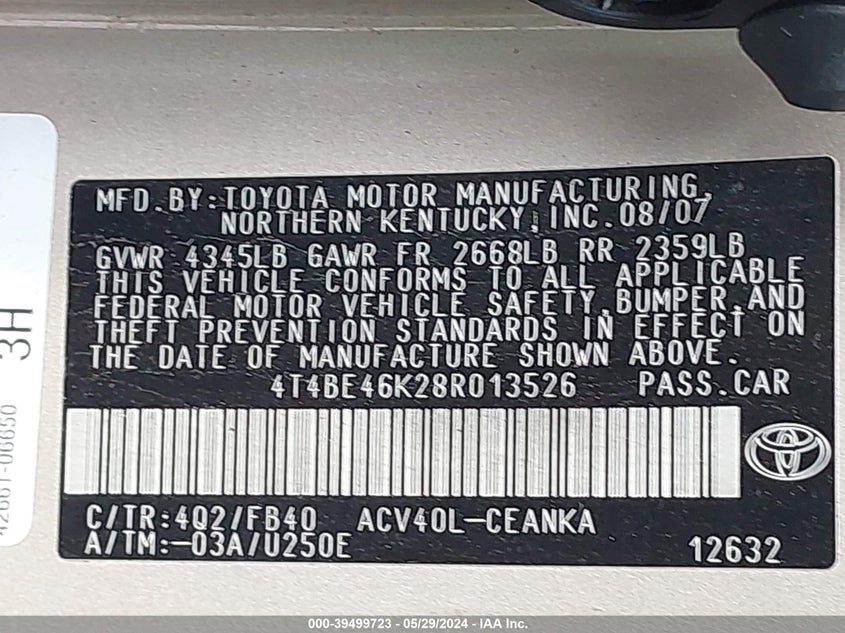 MFD.BY:TOYOTA MOTOR MANUFACTURING,
NORTHERN KENTUCKY, INC. 08/07
GVWR 4345LB GAWR FR 2668LB RR 2359LB
THIS VEHICLE CONFORMS TO ALL APPLICABLE
FEDERAL MOTOR VEHICLE SAFETY,BUMPER,AND
THEFT PREVENTION STANDARDS IN EFFECT ON
THE DATE OF MANUFACTURE SHOWN ABOVE.
4T4BE46K28R013526 PASS.CAR
C/TR:4Q2/FB40 ACV40L-CEANKA
A/TM:-03A/U250E 12632
3H
42661-06650
000-39499723 - 05/29/2024 - IAA Inc.